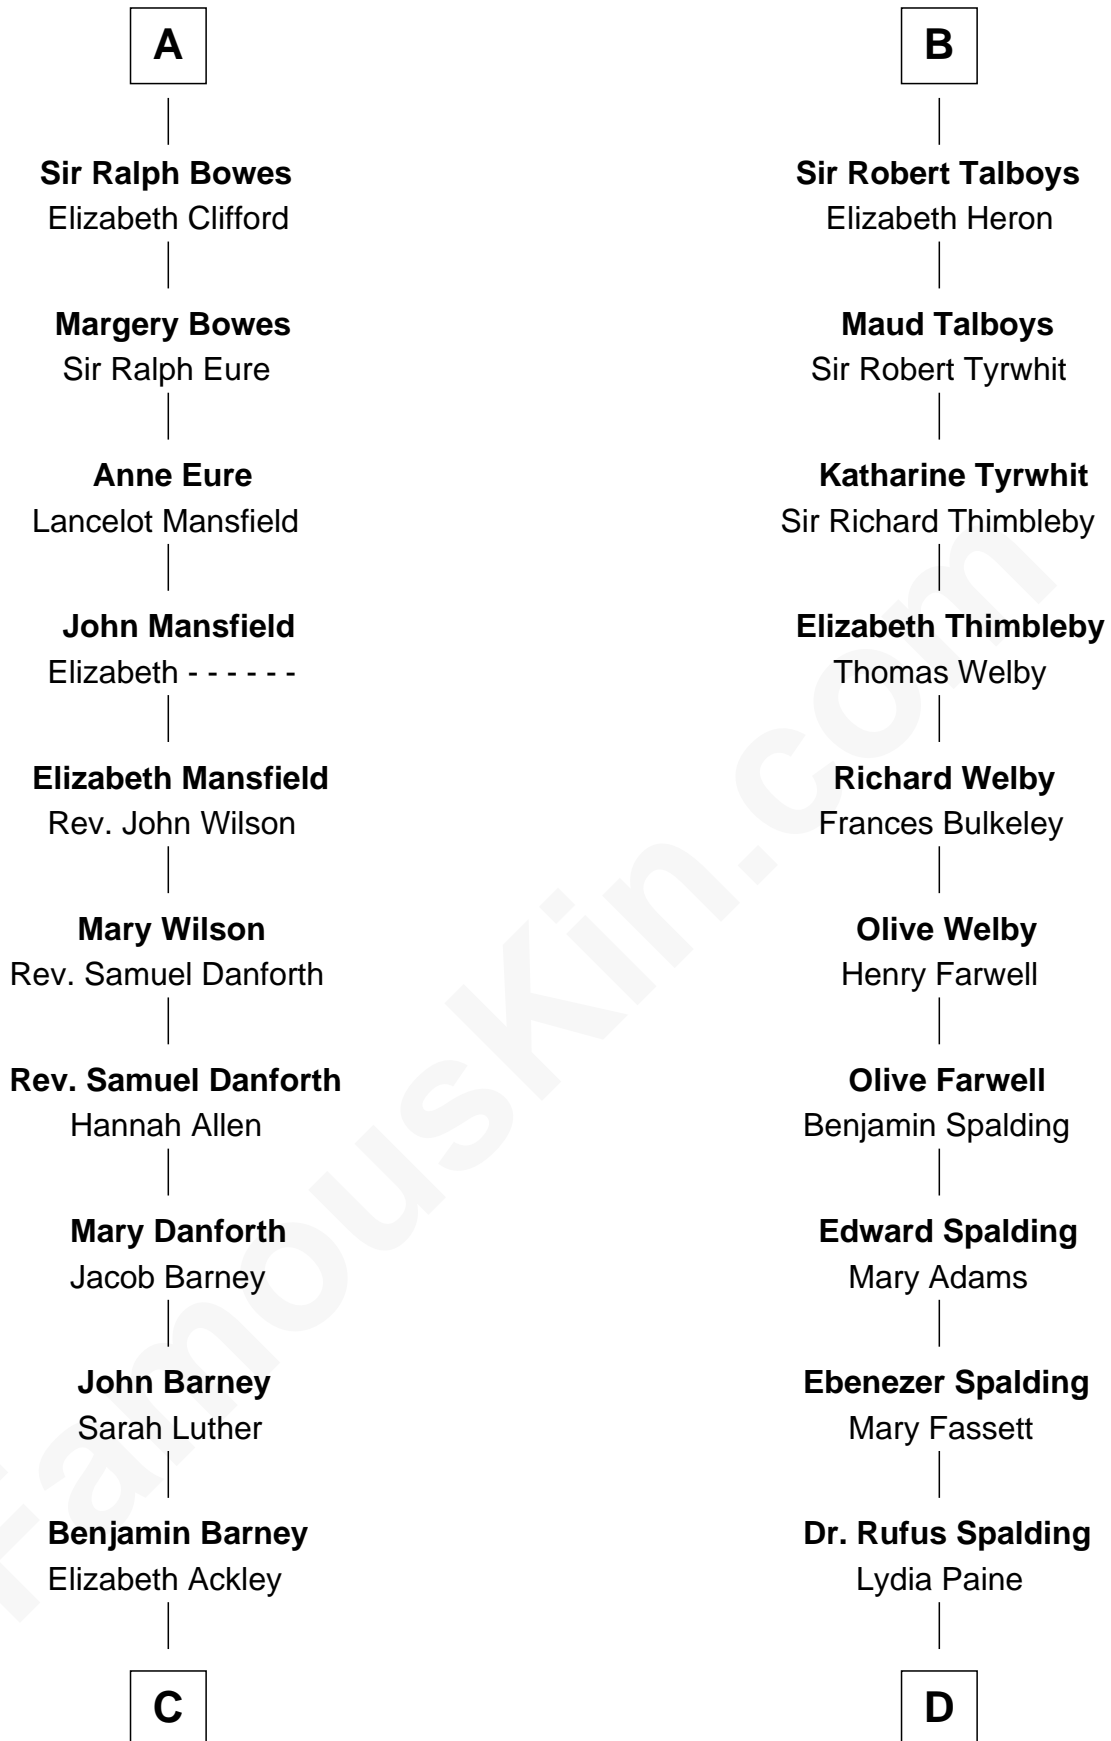 A
Sir Ralph Bowes
Elizabeth Clifford
Margery Bowes
Sir Ralph Eure
Anne Eure
Lancelot Mansfield
John Mansfield
Elizabeth - - - - - -
Elizabeth Mansfield
Rev. John Wilson
Mary Wilson
Rev. Samuel Danforth
Rev. Samuel Danforth
Hannah Allen
Mary Danforth
Jacob Barney
John Barney
Sarah Luther
Benjamin Barney
Elizabeth Ackley
C
B
Sir Robert Talboys
Elizabeth Heron
Maud Talboys
Sir Robert Tyrwhit
Katharine Tyrwhit
Sir Richard Thimbleby
Elizabeth Thimbleby
Thomas Welby
Richard Welby
Frances Bulkeley
Olive Welby
Henry Farwell
Olive Farwell
Benjamin Spalding
Edward Spalding
Mary Adams
Ebenezer Spalding
Mary Fassett
Dr. Rufus Spalding
Lydia Paine
D
FamousKin.com